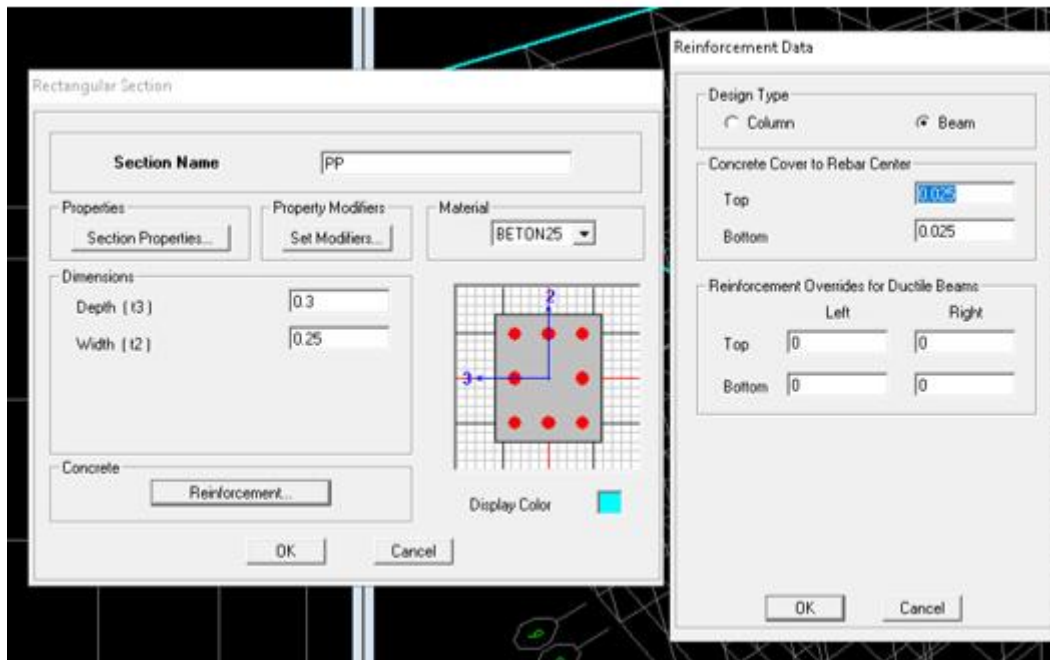 Rectangular Section
Section Name PP
Properties
Section Properties...
Property Modifiers
Set Modifiers...
Material
BETON25
Dimensions
Depth ( t3 ) 0.3
Width ( t2 ) 0.25
2
3
Concrete
Reinforcement...
Display Color
OK Cancel
Reinforcement Data
Design Type
Column Beam
Concrete Cover to Rebar Center
Top 0.025
Bottom 0.025
Reinforcement Overrides for Ductile Beams
Left Right
Top 0 0
Bottom 0 0
OK Cancel